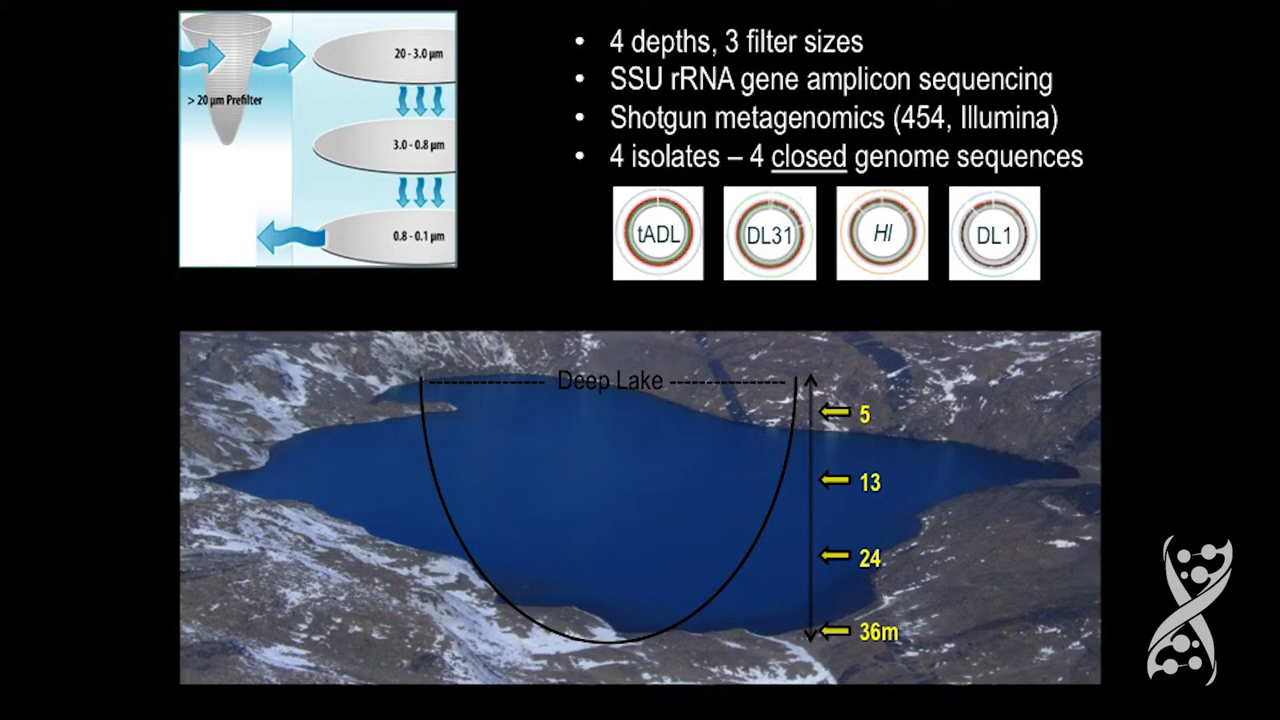 > 20 µm Prefilter
20 - 3.0 µm
3.0 - 0.8 µm
0.8 - 0.1 µm
• 4 depths, 3 filter sizes
• SSU rRNA gene amplicon sequencing
• Shotgun metagenomics (454, Illumina)
• 4 isolates – 4 closed genome sequences
tADL
DL31
Hl
DL1
Deep Lake
5
13
24
36m